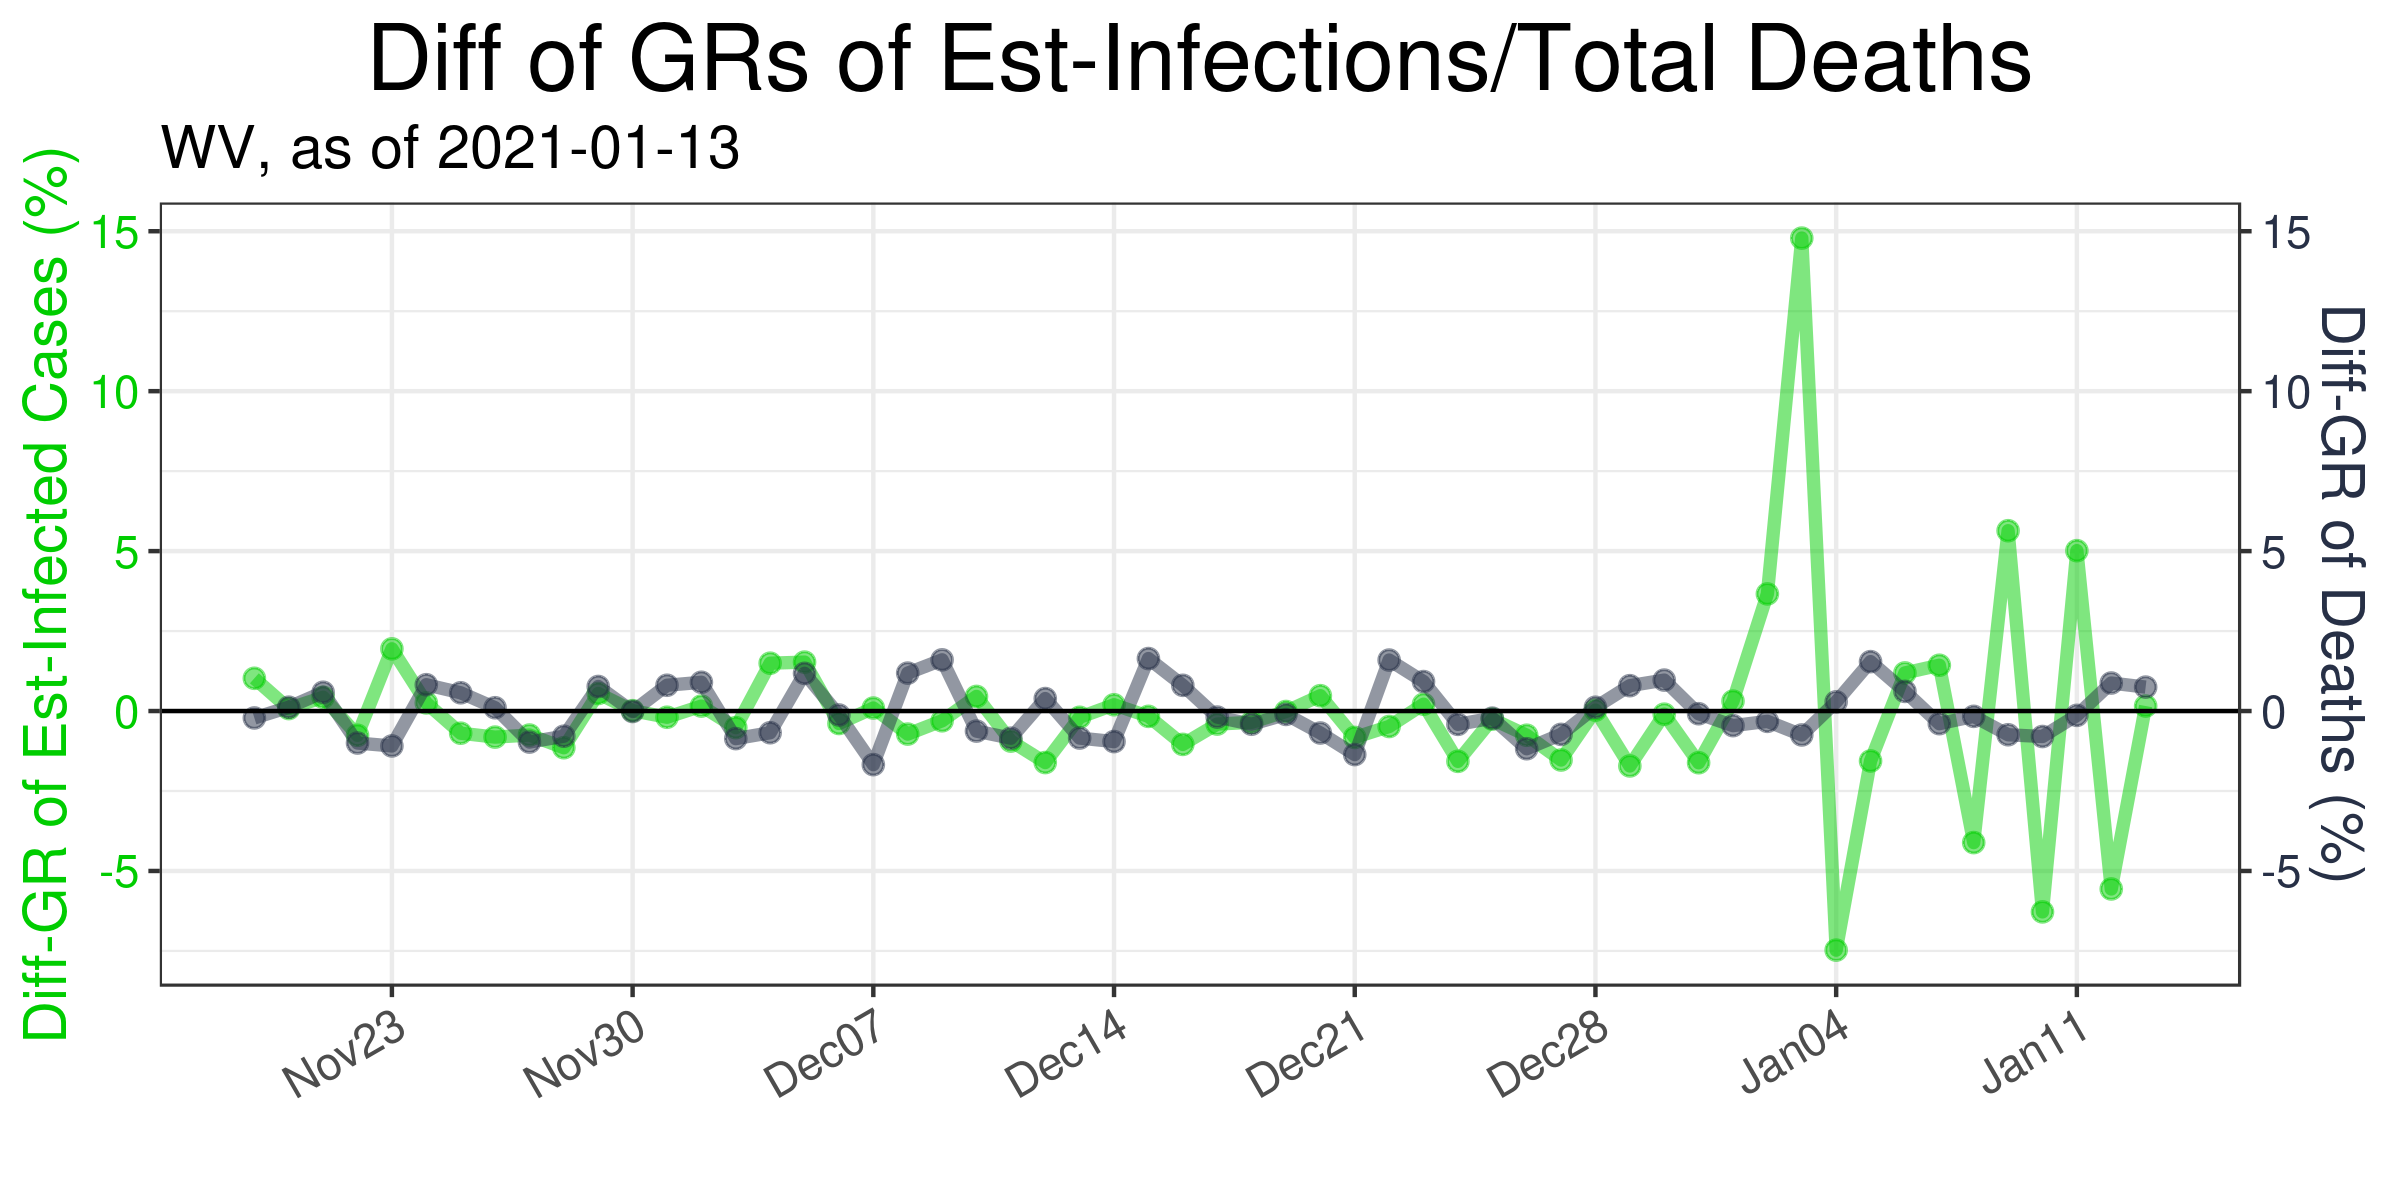 Diff of GRs of Est-Infections/Total Deaths
WV, as of 2021-01-13
Diff-GR of Est-Infected Cases (%)
15
10
5
0
-5
15
10
5
0
-5
Diff-GR of Deaths (%)
Nov23
Nov30
Dec07
Dec14
Dec21
Dec28
Jan04
Jan11